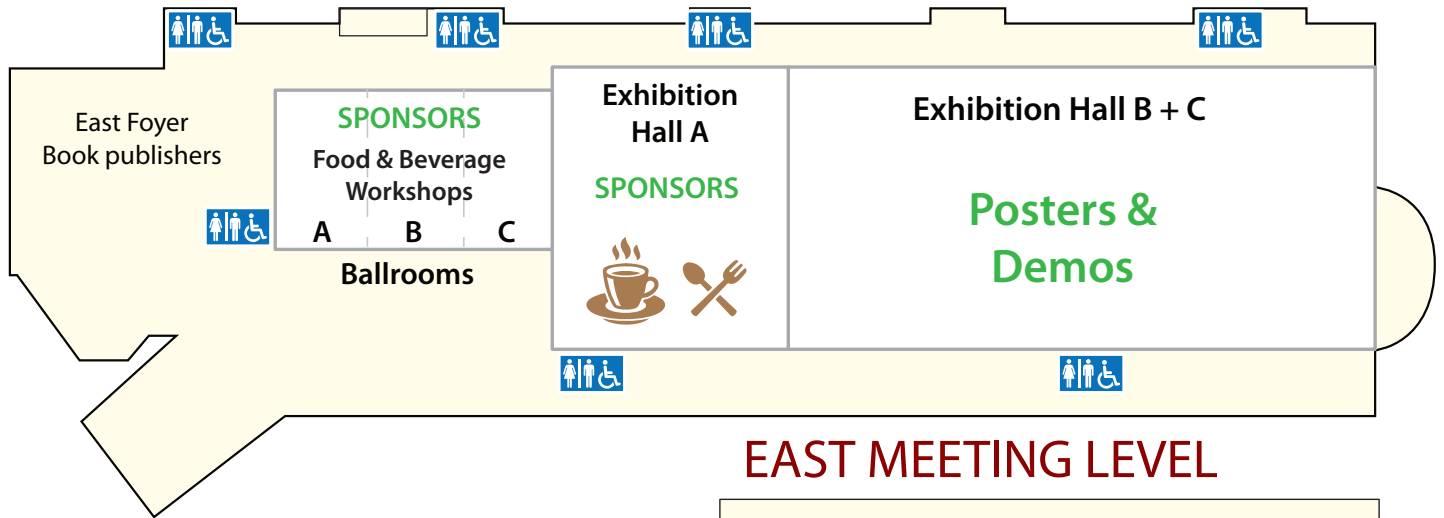 East Foyer
Book publishers
SPONSORS
Food & Beverage
Workshops
A B C
Ballrooms
Exhibition
Hall A
SPONSORS
Exhibition Hall B + C
Posters &
Demos
EAST MEETING LEVEL